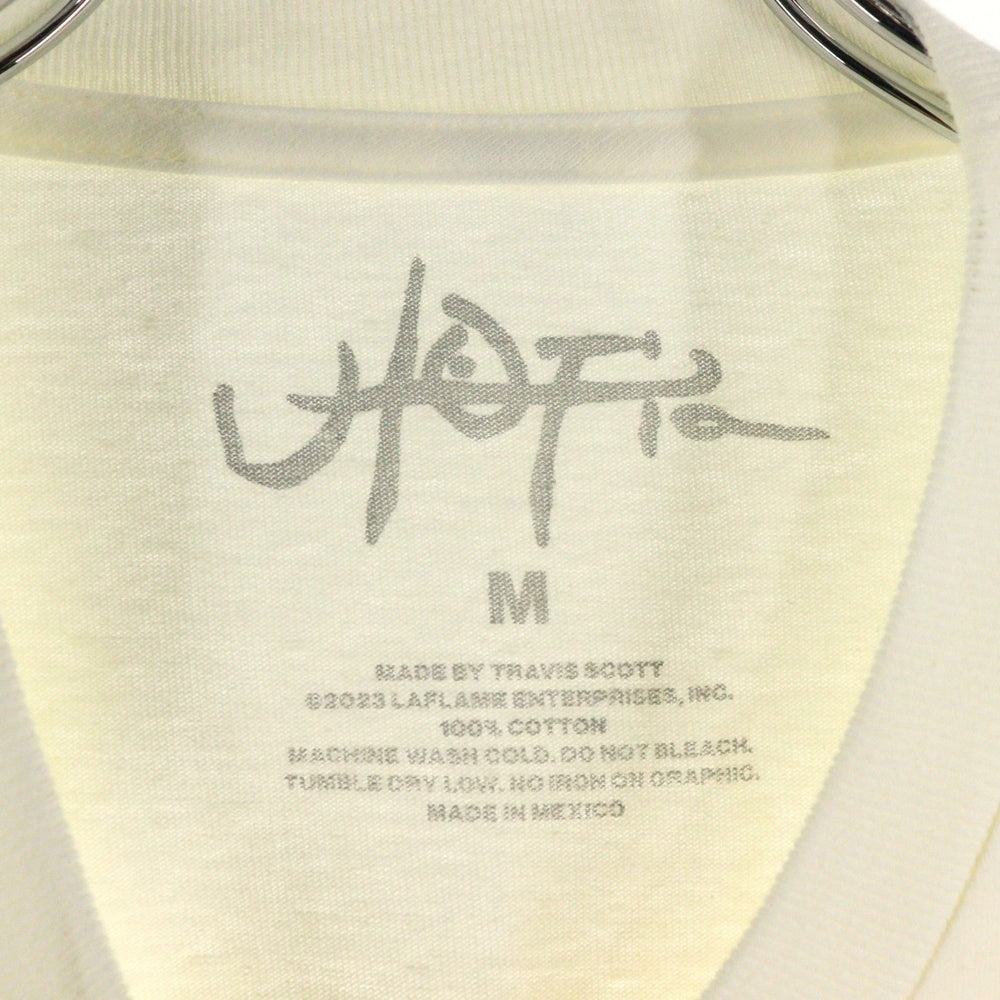 UTOPIA
M
MADE BY TRAVIS SCOTT
©2023 LAFLAME ENTERPRISES, INC.
100% COTTON
MACHINE WASH COLD. DO NOT BLEACH.
TUMBLE DRY LOW. NO IRON ON GRAPHIC.
MADE IN MEXICO